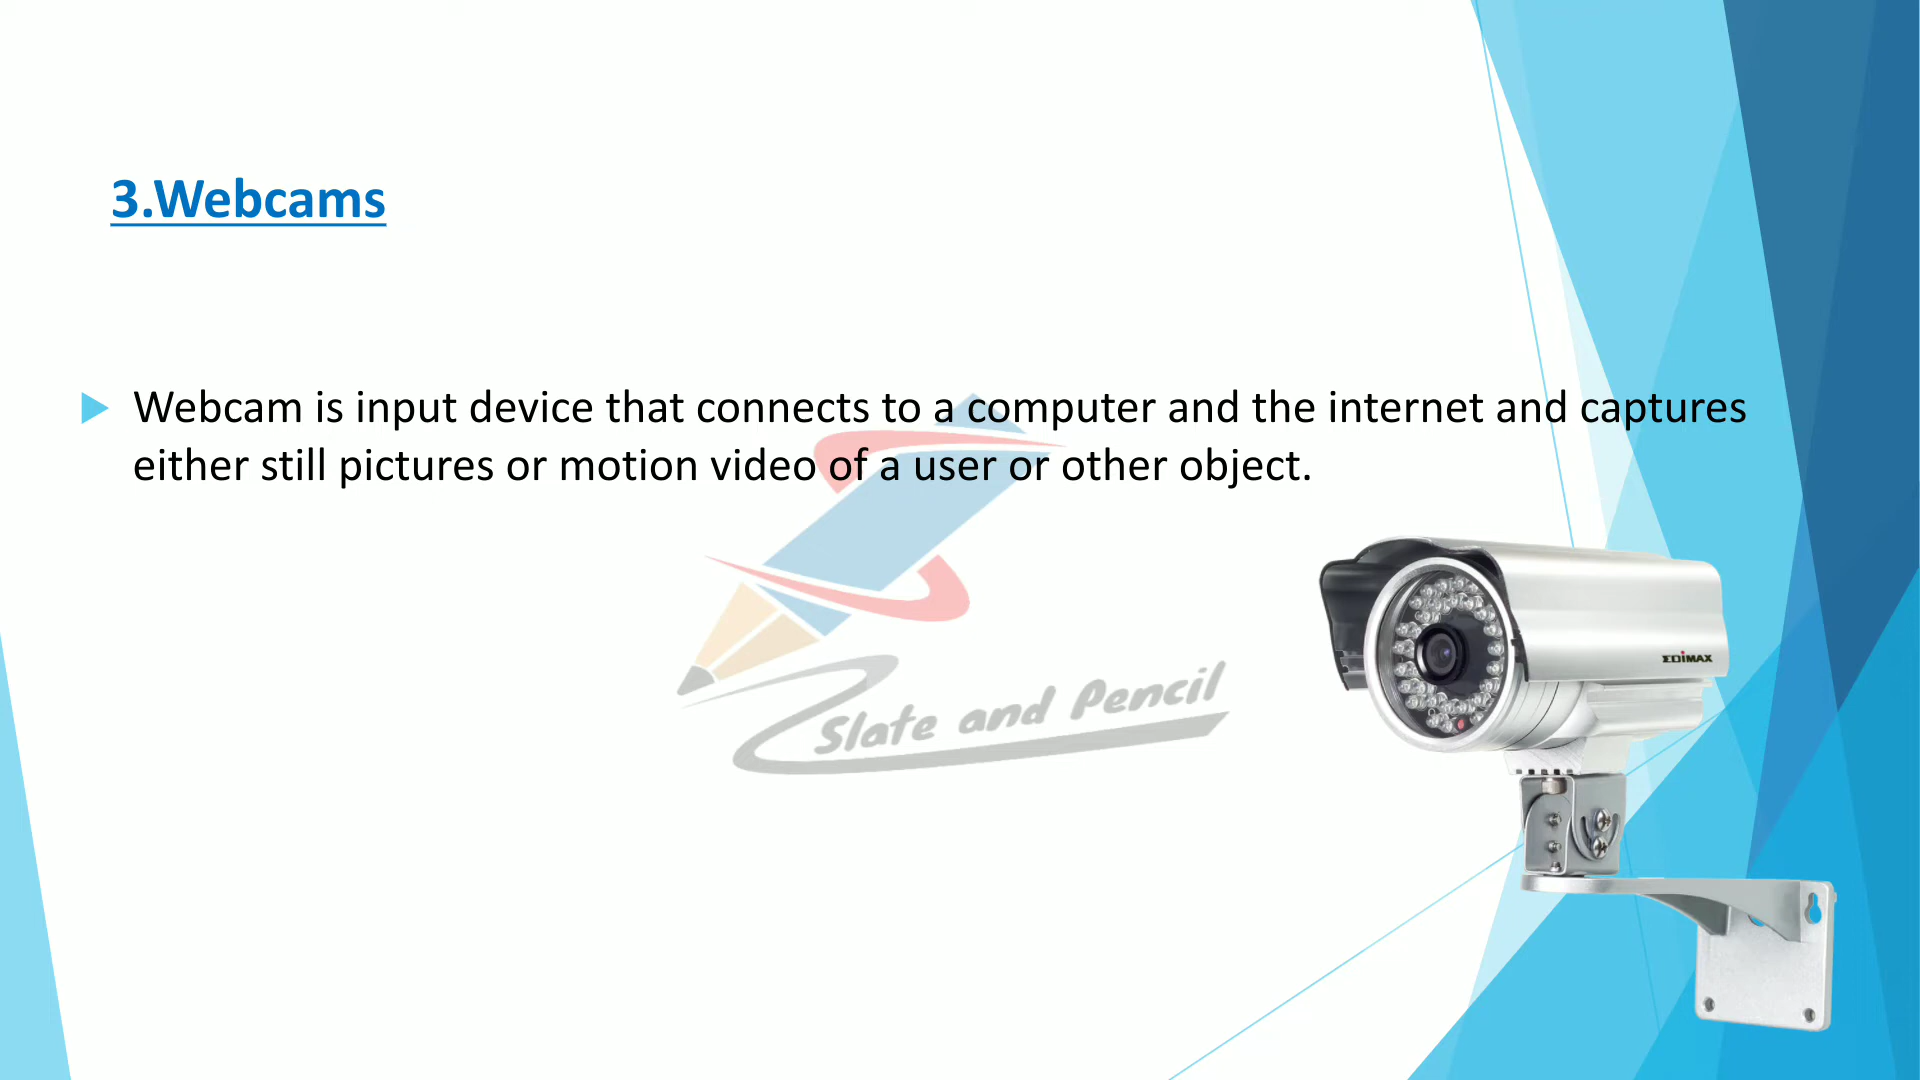 3.Webcams
Webcam is input device that connects to a computer and the internet and captures
either still pictures or motion video of a user or other object.
Slate and Pencil
EDIMAX